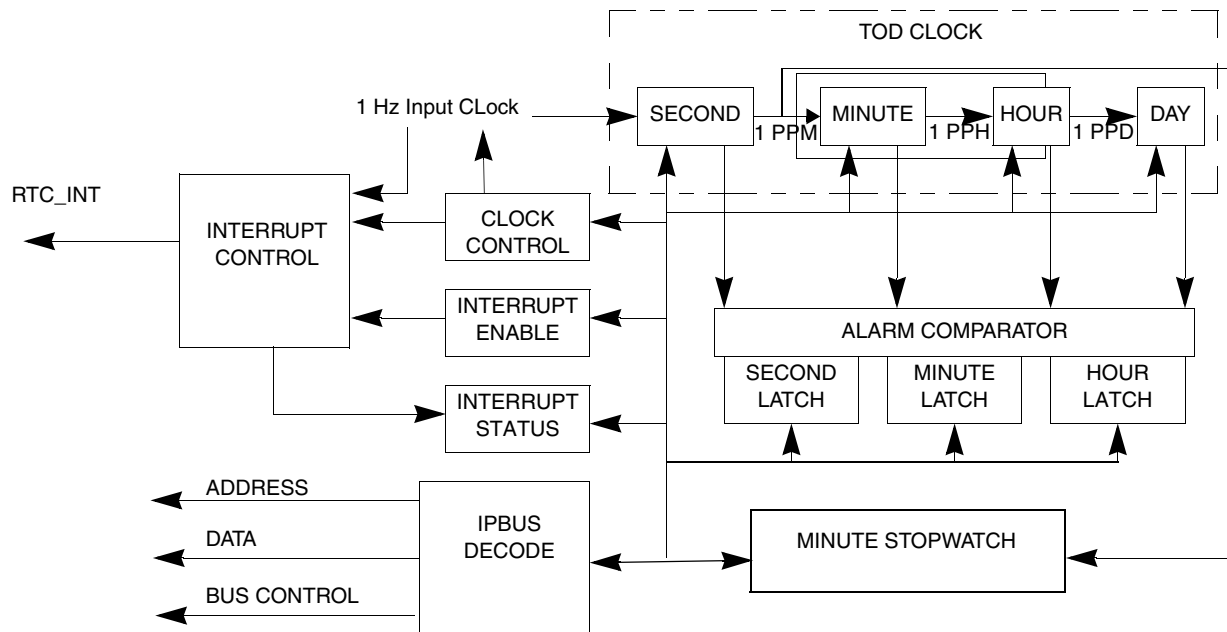 TOD CLOCK
1 Hz Input CLock
SECOND
1 PPM
MINUTE
1 PPH
HOUR
1 PPD
DAY
RTC_INT
INTERRUPT
CONTROL
CLOCK
CONTROL
INTERRUPT
ENABLE
ALARM COMPARATOR
SECOND
LATCH
MINUTE
LATCH
HOUR
LATCH
INTERRUPT
STATUS
ADDRESS
DATA
BUS CONTROL
IPBUS
DECODE
MINUTE STOPWATCH